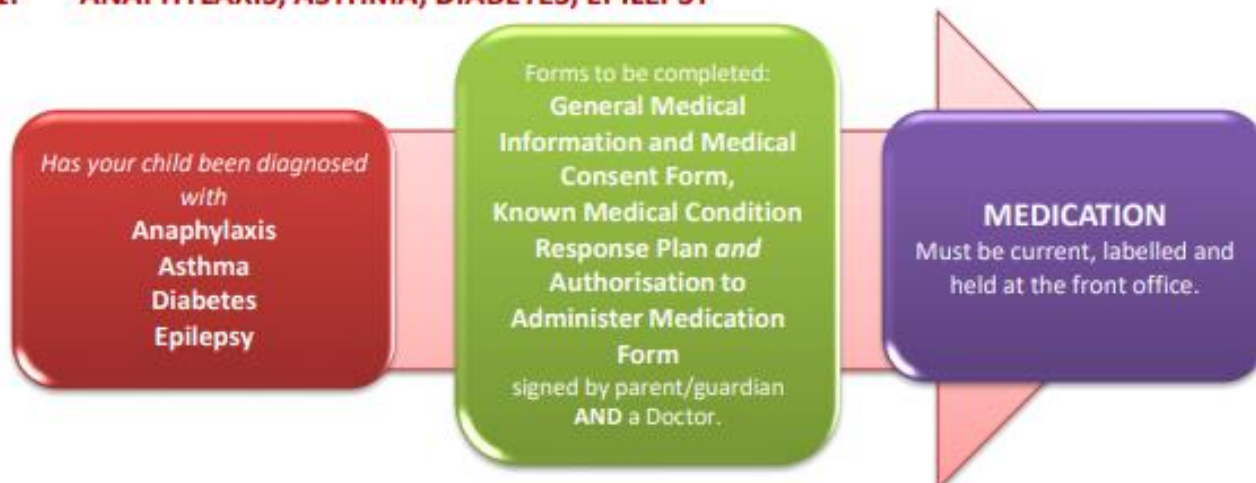 ANAPHYLAXIS, ASTHMA, DIABETES, EPILEPSY
Has your child been diagnosed
with
Anaphylaxis
Asthma
Diabetes
Epilepsy
Forms to be completed:
General Medical
Information and Medical
Consent Form,
Known Medical Condition
Response Plan and
Authorisation to
Administer Medication
Form
signed by parent/guardian
AND a Doctor.
MEDICATION
Must be current, labelled and
held at the front office.